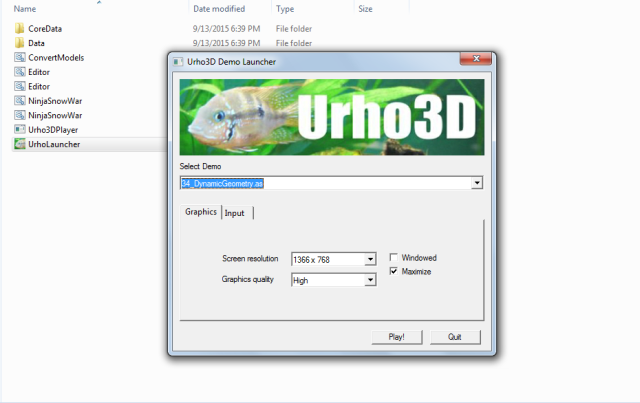 Name Date modified Type Size
CoreData 9/13/2015 6:39 PM File folder
Data 9/13/2015 6:39 PM File folder
ConvertModels
Editor
Editor
NinjaSnowWar
NinjaSnowWar
Urho3DPlayer
UrhoLauncher
Urho3D Demo Launcher
Urho3D
Select Demo
34_DynamicGeometry.as
Graphics Input
Screen resolution 1366 x 768 Windowed
Maximize
Graphics quality High
Play! Quit